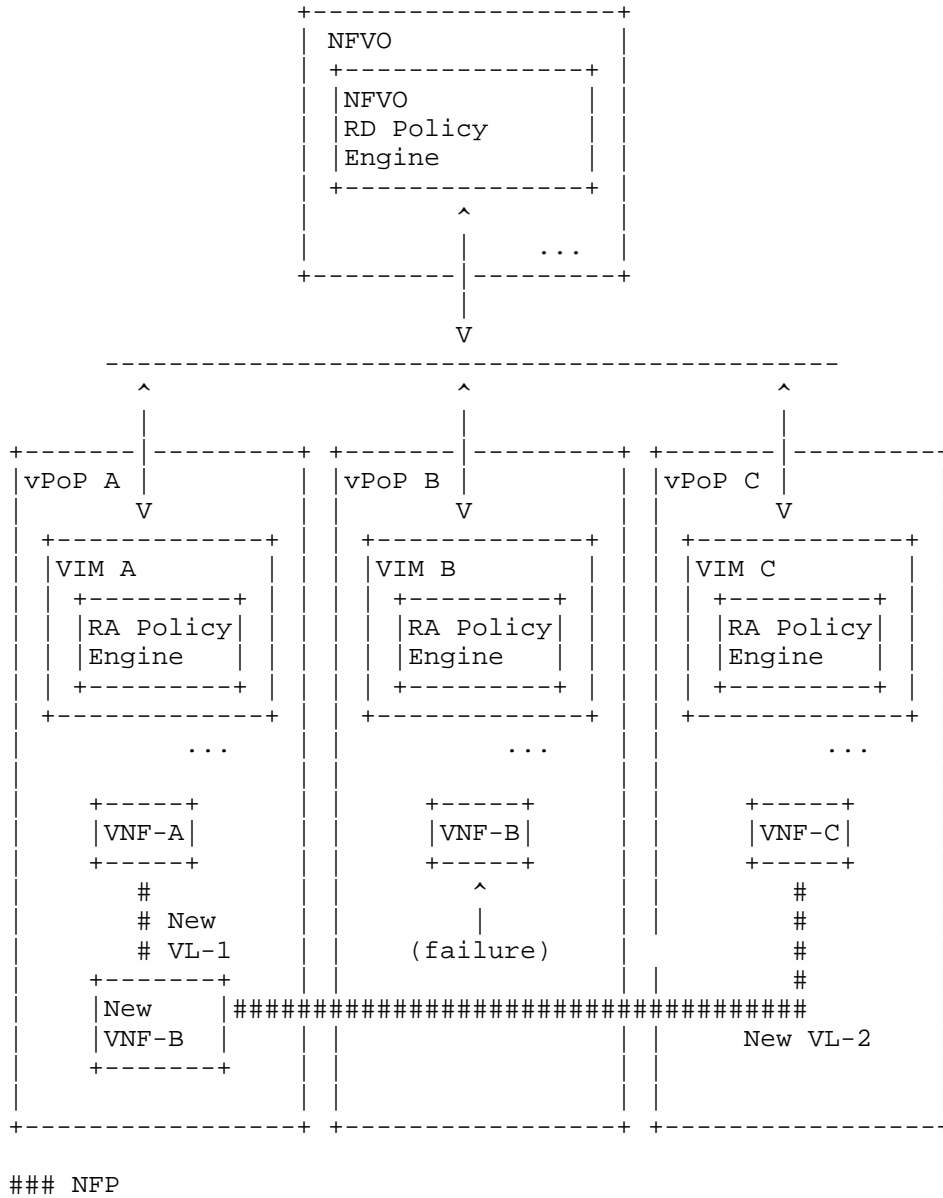 NFVO
NFVO
RD Policy
Engine
...
vPoP A vPoP B vPoP C
VIM A VIM B VIM C
RA Policy RA Policy RA Policy
Engine Engine Engine
... ... ...
VNF-A VNF-B VNF-C
New
VL-1 (failure)
New
VNF-B New VL-2
### NFP